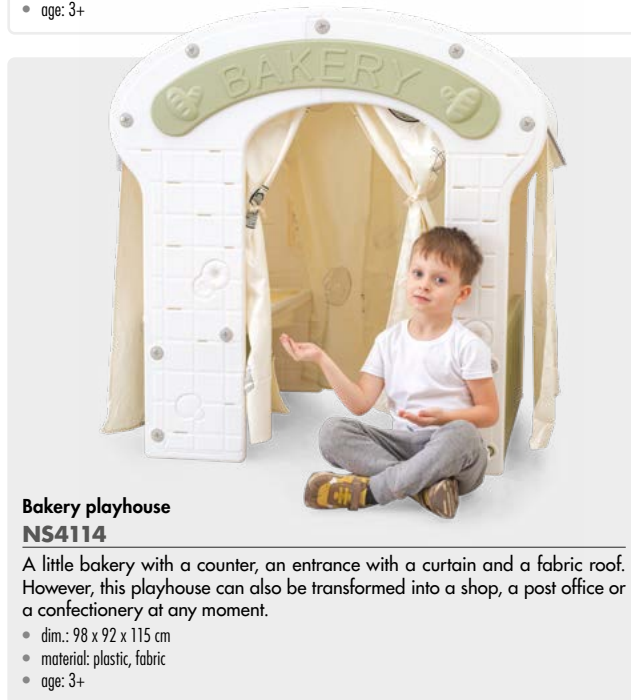 • age: 3+
BAKERY
Bakery playhouse
NS4114
A little bakery with a counter, an entrance with a curtain and a fabric roof.
However, this playhouse can also be transformed into a shop, a post office or
a confectionery at any moment.
• dim.: 98 x 92 x 115 cm
• material: plastic, fabric
• age: 3+